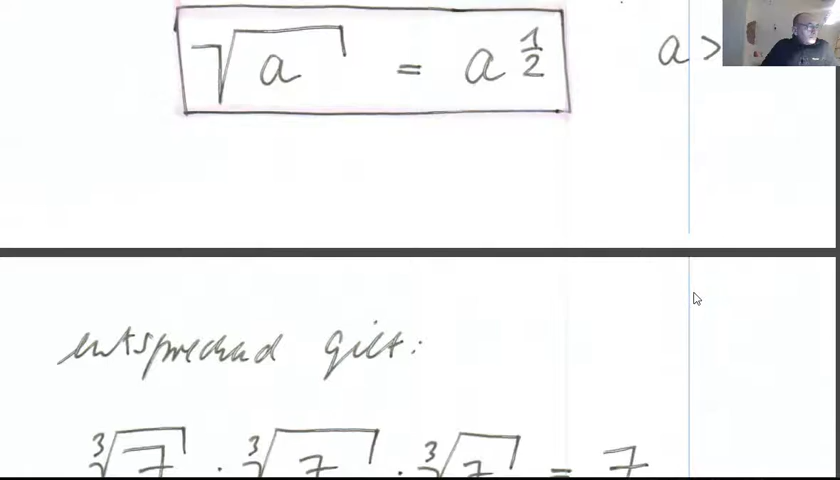 √a = a^(1/2) a >
entsprechend gilt:
∛7 · ∛7 · ∛7 = 7